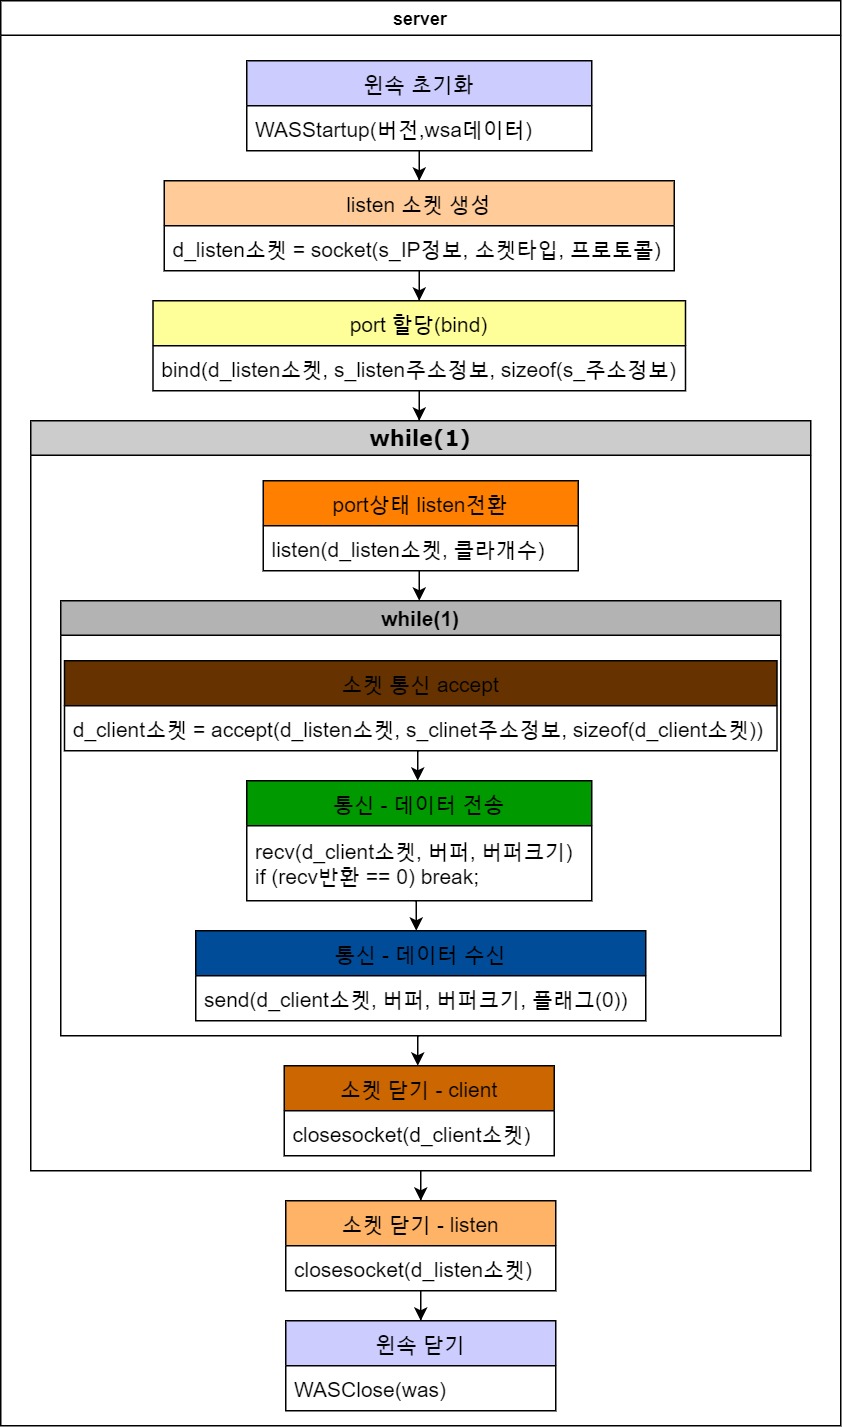 server
윈속 초기화
WASStartup(버전,wsa데이터)
listen 소켓 생성
d_listen소켓 = socket(s_IP정보, 소켓타입, 프로토콜)
port 할당(bind)
bind(d_listen소켓, s_listen주소정보, sizeof(s_주소정보)
while(1)
port상태 listen전환
listen(d_listen소켓, 클라개수)
while(1)
소켓 통신 accept
d_client소켓 = accept(d_listen소켓, s_clinet주소정보, sizeof(d_client소켓))
통신 - 데이터 전송
recv(d_client소켓, 버퍼, 버퍼크기)
if (recv반환 == 0) break;
통신 - 데이터 수신
send(d_client소켓, 버퍼, 버퍼크기, 플래그(0))
소켓 닫기 - client
closesocket(d_client소켓)
소켓 닫기 - listen
closesocket(d_listen소켓)
윈속 닫기
WASClose(was)